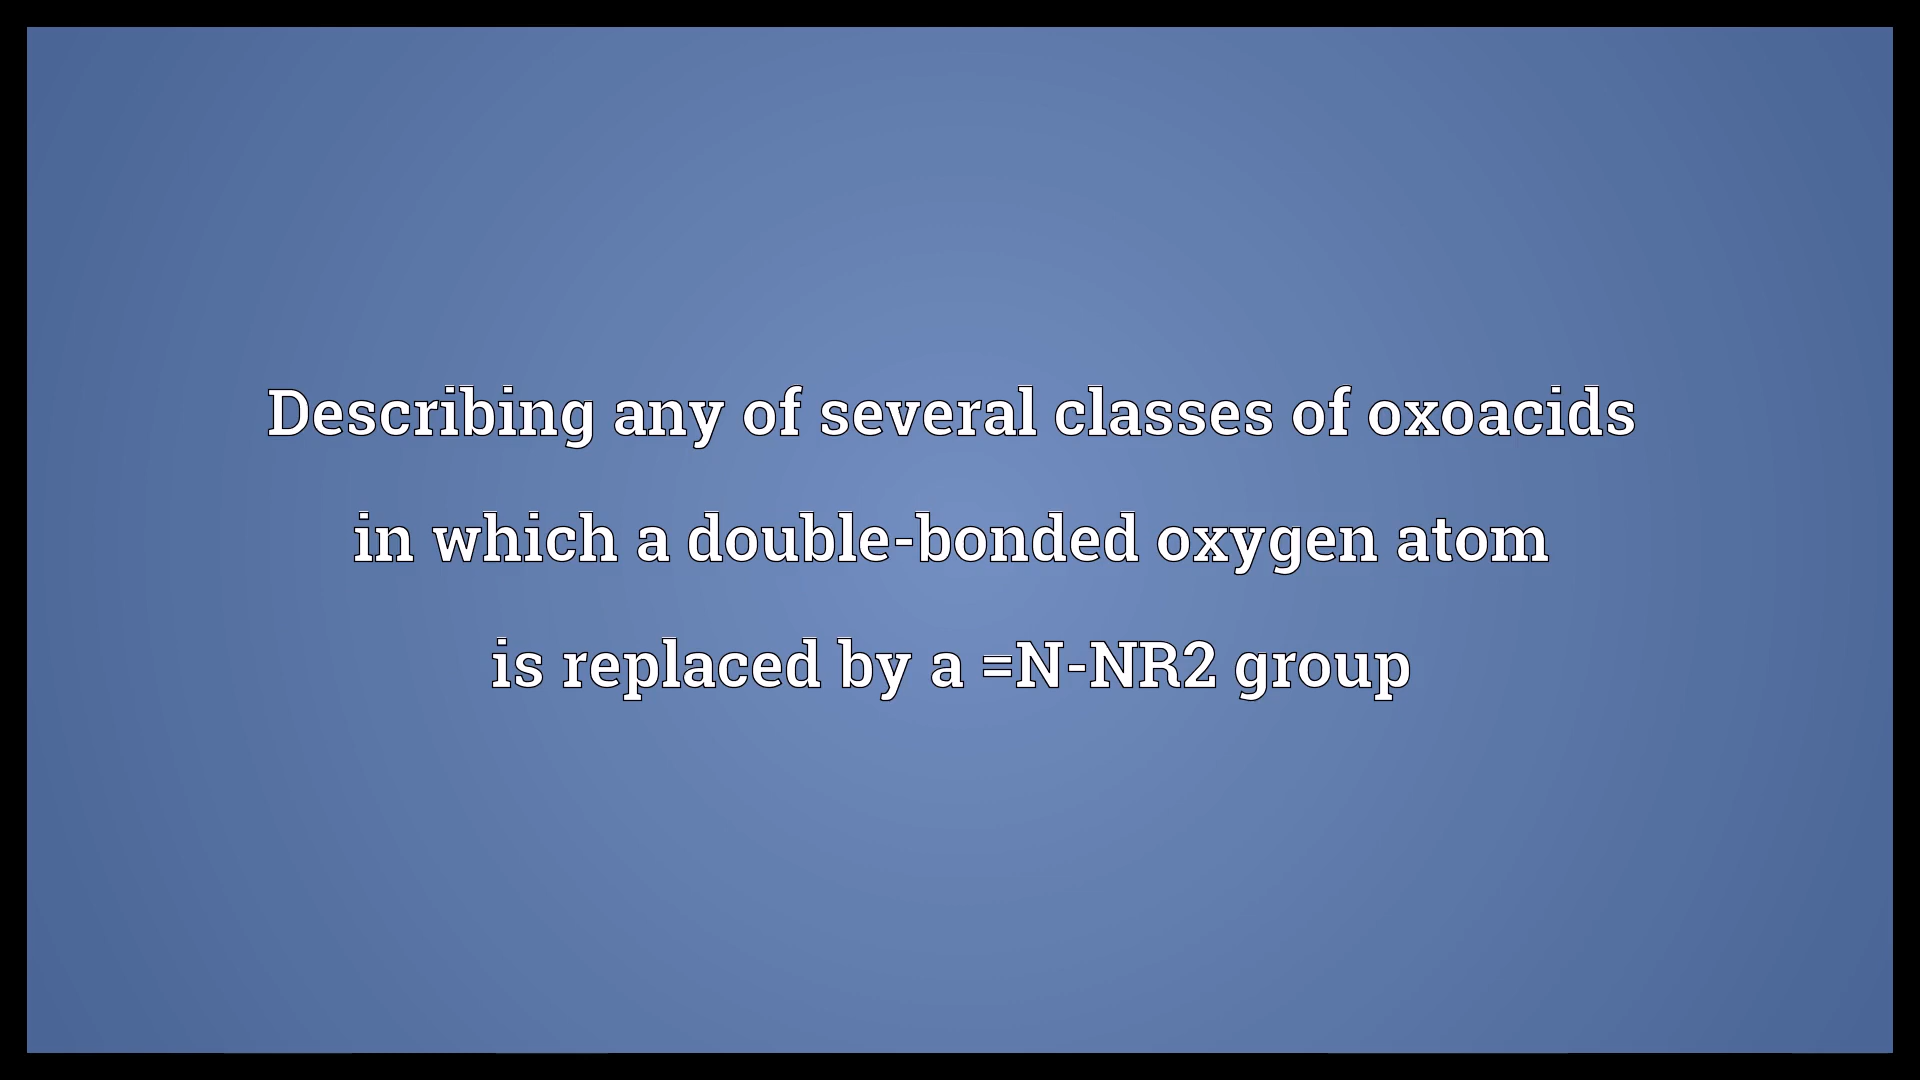 Describing any of several classes of oxoacids
in which a double-bonded oxygen atom
is replaced by a =N-NR2 group